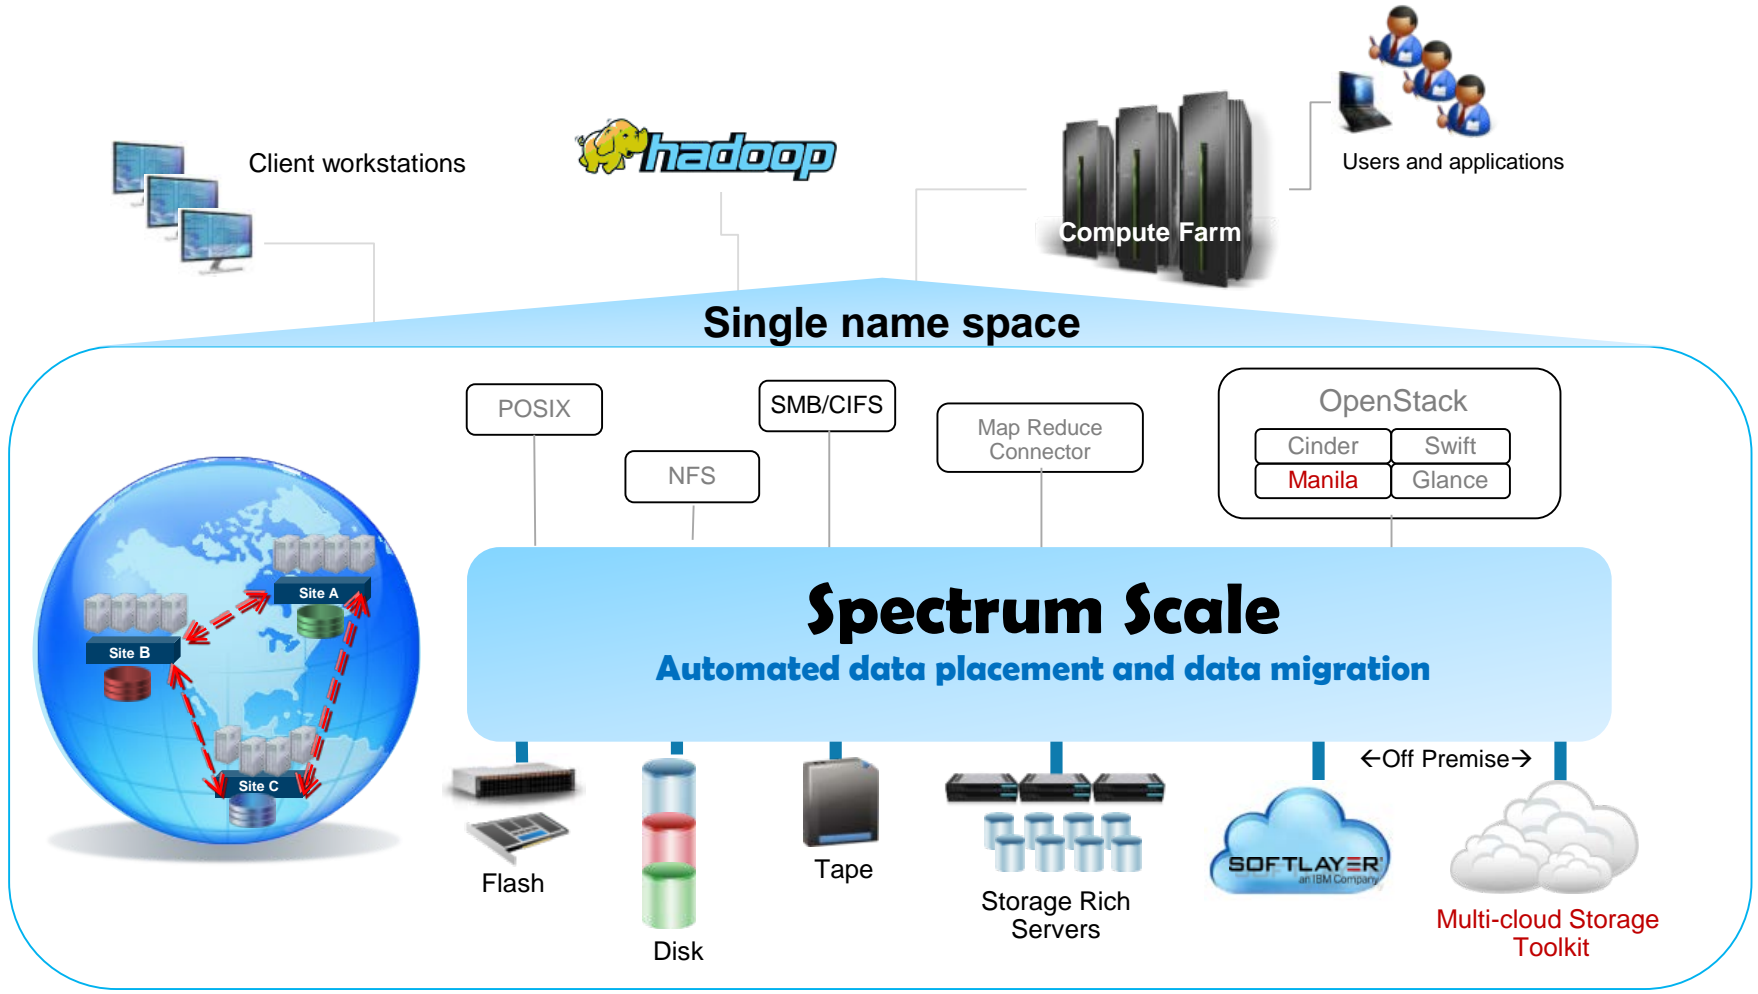 Client workstations
hadoop
Compute Farm
Users and applications
Single name space
POSIX
NFS
SMB/CIFS
Map Reduce
Connector
OpenStack
Cinder
Swift
Manila
Glance
Site A
Site B
Site C
Spectrum Scale
Automated data placement and data migration
←Off Premise→
Flash
Disk
Tape
Storage Rich
Servers
SOFTLAYER
an IBM Company
Multi-cloud Storage
Toolkit